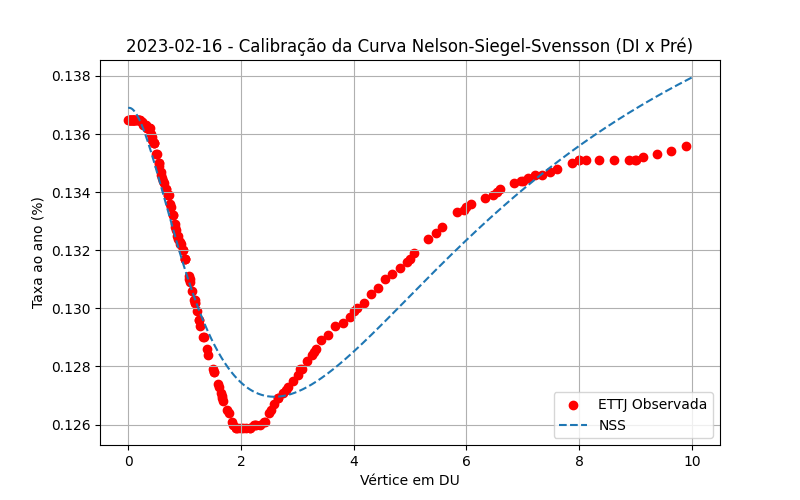 2023-02-16 - Calibração da Curva Nelson-Siegel-Svensson (DI x Pré)
Taxa ao ano (%)
0.138
0.136
0.134
0.132
0.130
0.128
0.126
ETTJ Observada
NSS
0 2 4 6 8 10
Vértice em DU